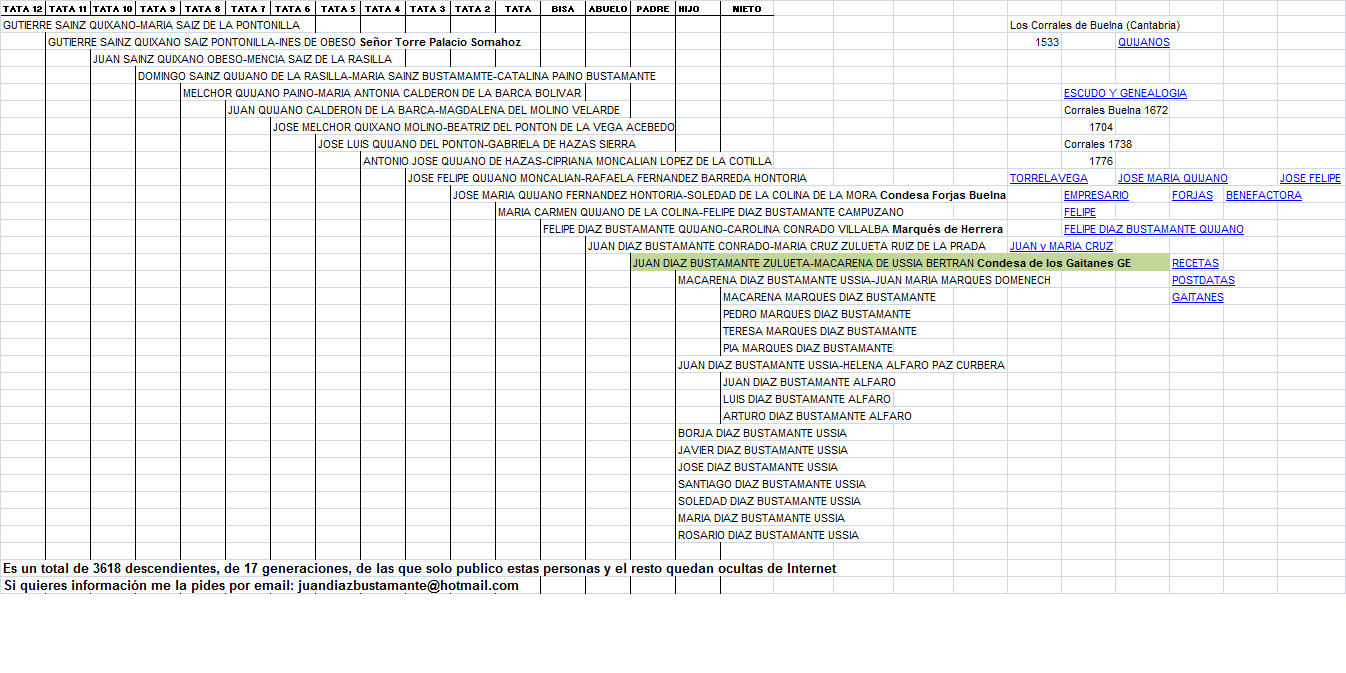 TATA 12 TATA 11 TATA 10 TATA 9 TATA 8 TATA 7 TATA 6 TATA 5 TATA 4 TATA 3 TATA 2 TATA BISA ABUELO PADRE HIJO NIETO
GUTIERRE SAINZ QUIXANO-MARIA SAIZ DE LA PONTONILLA Los Corrales de Buelna (Cantabria)
GUTIERRE SAINZ QUIXANO SAIZ PONTONILLA-INES DE OBESO Señor Torre Palacio Somahoz 1533 QUIJANOS
JUAN SAINZ QUIXANO OBESO-MENCIA SAIZ DE LA RASILLA
DOMINGO SAINZ QUIJANO DE LA RASILLA-MARIA SAINZ BUSTAMAMTE-CATALINA PAINO BUSTAMANTE
MELCHOR QUIJANO PAINO-MARIA ANTONIA CALDERON DE LA BARCA BOLIVAR ESCUDO Y GENEALOGIA
JUAN QUIJANO CALDERON DE LA BARCA-MAGDALENA DEL MOLINO VELARDE Corrales Buelna 1672
JOSE MELCHOR QUIXANO MOLINO-BEATRIZ DEL PONTON DE LA VEGA ACEBEDO 1704
JOSE LUIS QUIJANO DEL PONTON-GABRIELA DE HAZAS SIERRA Corrales 1738
ANTONIO JOSE QUIJANO DE HAZAS-CIPRIANA MONCALIAN LOPEZ DE LA COTILLA 1776
JOSE FELIPE QUIJANO MONCALIAN-RAFAELA FERNANDEZ BARREDA HONTORIA TORRELAVEGA JOSE MARIA QUIJANO JOSE FELIPE
JOSE MARIA QUIJANO FERNANDEZ HONTORIA-SOLEDAD DE LA COLINA DE LA MORA Condesa Forjas Buelna EMPRESARIO FORJAS BENEFACTORA
MARIA CARMEN QUIJANO DE LA COLINA-FELIPE DIAZ BUSTAMANTE CAMPUZANO FELIPE
FELIPE DIAZ BUSTAMANTE QUIJANO-CAROLINA CONRADO VILLALBA Marqués de Herrera FELIPE DIAZ BUSTAMANTE QUIJANO
JUAN DIAZ BUSTAMANTE CONRADO-MARIA CRUZ ZULUETA RUIZ DE LA PRADA JUAN y MARIA CRUZ
JUAN DIAZ BUSTAMANTE ZULUETA-MACARENA DE USSIA BERTRAN Condesa de los Gaitanes GE RECETAS
MACARENA DIAZ BUSTAMANTE USSIA-JUAN MARIA MARQUES DOMENECH POSTDATAS
MACARENA MARQUES DIAZ BUSTAMANTE GAITANES
PEDRO MARQUES DIAZ BUSTAMANTE
TERESA MARQUES DIAZ BUSTAMANTE
PIA MARQUES DIAZ BUSTAMANTE
JUAN DIAZ BUSTAMANTE USSIA-HELENA ALFARO PAZ CURBERA
JUAN DIAZ BUSTAMANTE ALFARO
LUIS DIAZ BUSTAMANTE ALFARO
ARTURO DIAZ BUSTAMANTE ALFARO
BORJA DIAZ BUSTAMANTE USSIA
JAVIER DIAZ BUSTAMANTE USSIA
JOSE DIAZ BUSTAMANTE USSIA
SANTIAGO DIAZ BUSTAMANTE USSIA
SOLEDAD DIAZ BUSTAMANTE USSIA
MARIA DIAZ BUSTAMANTE USSIA
ROSARIO DIAZ BUSTAMANTE USSIA
Es un total de 3618 descendientes, de 17 generaciones, de las que solo publico estas personas y el resto quedan ocultas de Internet
Si quieres información me la pides por email: juandiazbustamante@hotmail.com